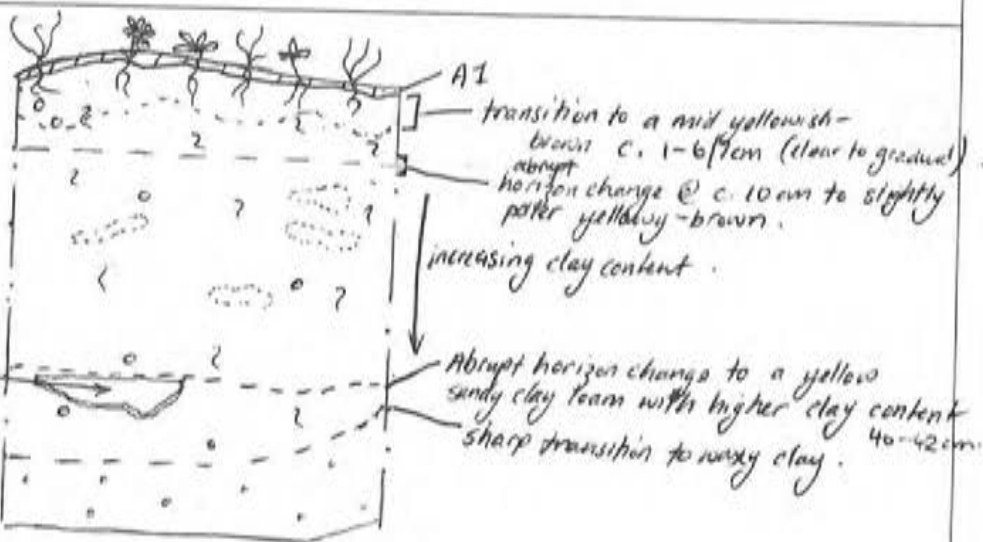 A1
transition to a mid yellowish-
brown c. 1-6/7cm (clear to gradual).
abrupt
horizon change @ c. 10cm to slightly
paler yellowy-brown.
increasing clay content.
Abrupt horizon change to a yellow
sandy clay loam with higher clay content
40-42cm.
sharp transition to waxy clay.